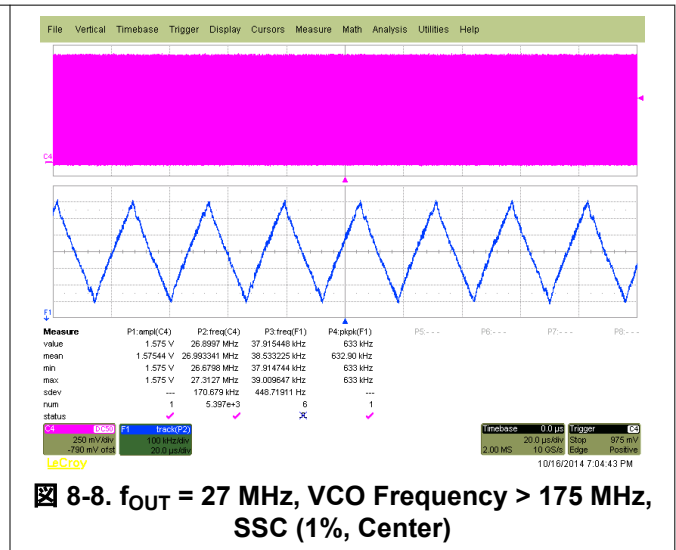 File Vertical Timebase Trigger Display Cursors Measure Math Analysis Utilities Help
C4
F1
Measure P1:ampl(C4) P2:freq(C4) P3:freq(F1) P4:pkpk(F1) P5:- - - P6:- - - P7:- - - P8:- - -
value 1.575 V 26.8997 MHz 37.915448 kHz 633 kHz
mean 1.57544 V 26.993341 MHz 38.533225 kHz 632.90 kHz
min 1.575 V 26.6798 MHz 37.914744 kHz 633 kHz
max 1.575 V 27.3127 MHz 39.009647 kHz 633 kHz
sdev --- 170.679 kHz 448.71911 Hz ---
num 1 5.397e+3 6 1
status
C4 DC50 F1 track(P2) Timebase 0.0 µs Trigger C4
250 mV/div 100 kHz/div 20.0 µs/div Stop 975 mV
-790 mV ofst 20.0 µs/div 2.00 MS 10 GS/s Edge Positive
LeCroy 10/16/2014 7:04:43 PM
図 8-8. fOUT = 27 MHz, VCO Frequency > 175 MHz,
SSC (1%, Center)